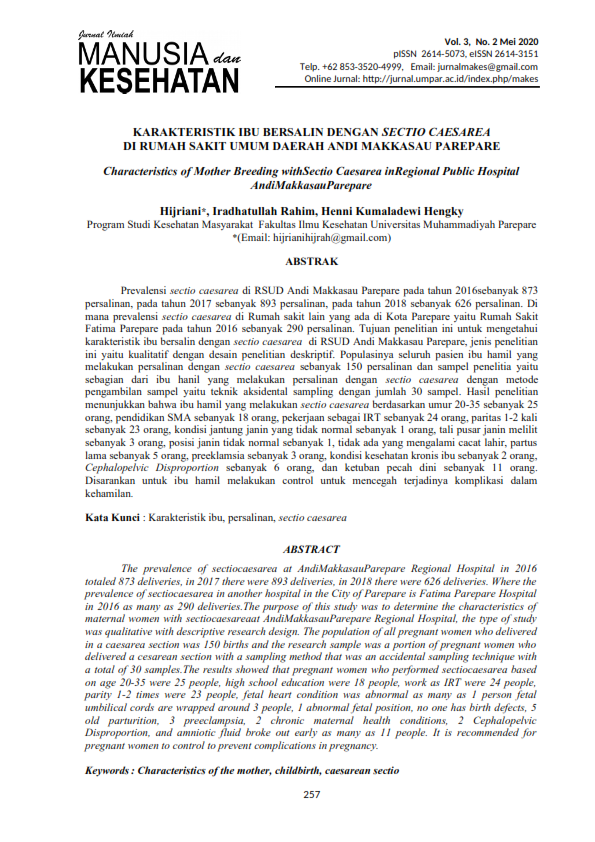 Jurnal Ilmiah
MANUSIA dan
KESEHATAN
Vol. 3, No. 2 Mei 2020
pISSN 2614-5073, eISSN 2614-3151
Telp. +62 853-3520-4999, Email: jurnalmakes@gmail.com
Online Jurnal: http://jurnal.umpar.ac.id/index.php/makes
KARAKTERISTIK IBU BERSALIN DENGAN SECTIO CAESAREA
DI RUMAH SAKIT UMUM DAERAH ANDI MAKKASAU PAREPARE
Characteristics of Mother Breeding withSectio Caesarea inRegional Public Hospital
AndiMakkasauParepare
Hijriani*, Iradhatullah Rahim, Henni Kumaladewi Hengky
Program Studi Kesehatan Masyarakat Fakultas Ilmu Kesehatan Universitas Muhammadiyah Parepare
*(Email: hijrianihijrah@gmail.com)
ABSTRAK
Prevalensi sectio caesarea di RSUD Andi Makkasau Parepare pada tahun 2016sebanyak 873
persalinan, pada tahun 2017 sebanyak 893 persalinan, pada tahun 2018 sebanyak 626 persalinan. Di
mana prevalensi sectio caesarea di Rumah sakit lain yang ada di Kota Parepare yaitu Rumah Sakit
Fatima Parepare pada tahun 2016 sebanyak 290 persalinan. Tujuan penelitian ini untuk mengetahui
karakteristik ibu bersalin dengan sectio caesarea di RSUD Andi Makkasau Parepare, jenis penelitian
ini yaitu kualitatif dengan desain penelitian deskriptif. Populasinya seluruh pasien ibu hamil yang
melakukan persalinan dengan sectio caesarea sebanyak 150 persalinan dan sampel penelitia yaitu
sebagian dari ibu hanil yang melakukan persalinan dengan sectio caesarea dengan metode
pengambilan sampel yaitu teknik aksidental sampling dengan jumlah 30 sampel. Hasil penelitian
menunjukkan bahwa ibu hamil yang melakukan sectio caesarea berdasarkan umur 20-35 sebanyak 25
orang, pendidikan SMA sebanyak 18 orang, pekerjaan sebagai IRT sebanyak 24 orang, paritas 1-2 kali
sebanyak 23 orang, kondisi jantung janin yang tidak normal sebanyak 1 orang, tali pusar janin melilit
sebanyak 3 orang, posisi janin tidak normal sebanyak 1, tidak ada yang mengalami cacat lahir, partus
lama sebanyak 5 orang, preeklamsia sebanyak 3 orang, kondisi kesehatan kronis ibu sebanyak 2 orang,
Cephalopelvic Disproportion sebanyak 6 orang, dan ketuban pecah dini sebanyak 11 orang.
Disarankan untuk ibu hamil melakukan control untuk mencegah terjadinya komplikasi dalam
kehamilan.
Kata Kunci : Karakteristik ibu, persalinan, sectio caesarea
ABSTRACT
The prevalence of sectiocaesarea at AndiMakkasauParepare Regional Hospital in 2016
totaled 873 deliveries, in 2017 there were 893 deliveries, in 2018 there were 626 deliveries. Where the
prevalence of sectiocaesarea in another hospital in the City of Parepare is Fatima Parepare Hospital
in 2016 as many as 290 deliveries.The purpose of this study was to determine the characteristics of
maternal women with sectiocaesareaat AndiMakkasauParepare Regional Hospital, the type of study
was qualitative with descriptive research design. The population of all pregnant women who delivered
in a caesarea section was 150 births and the research sample was a portion of pregnant women who
delivered a cesarean section with a sampling method that was an accidental sampling technique with
a total of 30 samples.The results showed that pregnant women who performed sectiocaesarea based
on age 20-35 were 25 people, high school education were 18 people, work as IRT were 24 people,
parity 1-2 times were 23 people, fetal heart condition was abnormal as many as 1 person fetal
umbilical cords are wrapped around 3 people, 1 abnormal fetal position, no one has birth defects, 5
old parturition, 3 preeclampsia, 2 chronic maternal health conditions, 2 Cephalopelvic
Disproportion, and amniotic fluid broke out early as many as 11 people. It is recommended for
pregnant women to control to prevent complications in pregnancy.
Keywords : Characteristics of the mother, childbirth, caesarean sectio
257